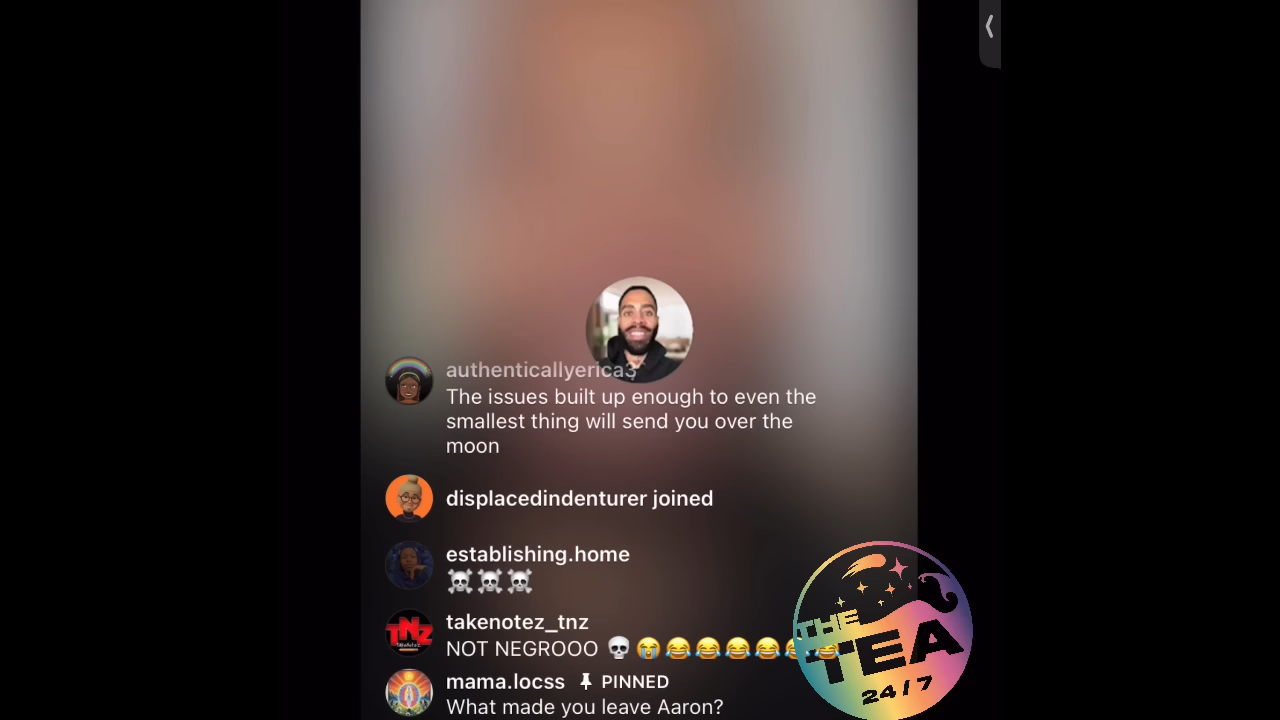 authenticallyerica3
The issues built up enough to even the
smallest thing will send you over the
moon
displacedindenturer joined
establishing.home
☠️☠️☠️
takenotez_tnz
NOT NEGROOO 💀😭😂😂😂😂😂😂
mama.locss PINNED
What made you leave Aaron?
TNZ
THE
TEA
24/7